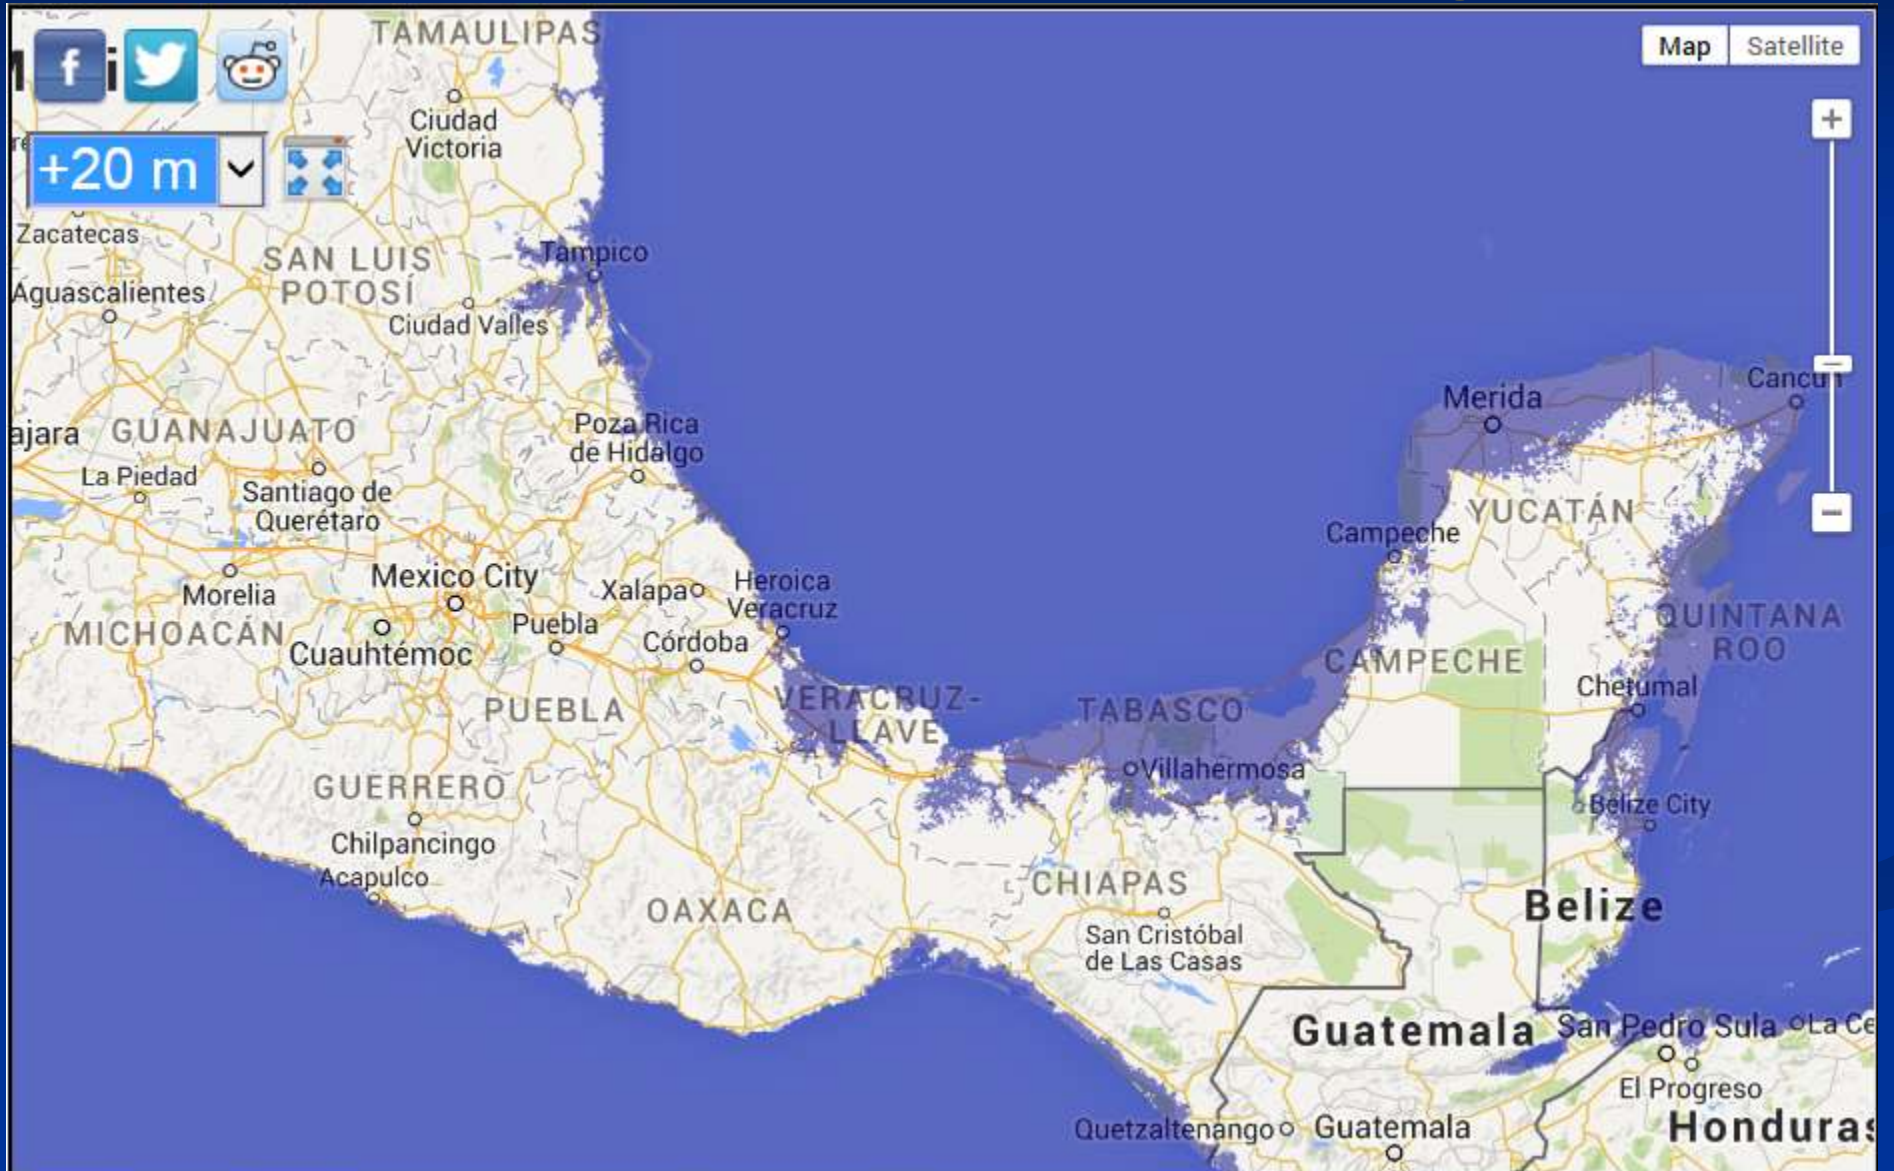 TAMAULIPAS
Map
Satellite
f
+
Ciudad
Victoria
+20 m
Zacatecas
Tampico
SAN LUIS
POTOSÍ
Aguascalientes
Ciudad Valles
Cancún
Merida
GUANAJUATO
ajara
Poza Rica
de Hidalgo
La Piedad
Santiago de
Querétaro
YUCATÁN
Campeche
Mexico City
Morelia
Xalapa
Heroica
Veracruz
MICHOACÁN
Puebla
Cuauhtémoc
Córdoba
QUINTANA
ROO
CAMPECHE
Chetumal
PUEBLA
VERACRUZ-
LLAVE
TABASCO
Villahermosa
GUERRERO
Belize City
Chilpancingo
Acapulco
OAXACA
CHIAPAS
Belize
San Cristóbal
de Las Casas
Guatemala
San Pedro Sula
La Ce
El Progreso
Quetzaltenango
Guatemala
Honduras